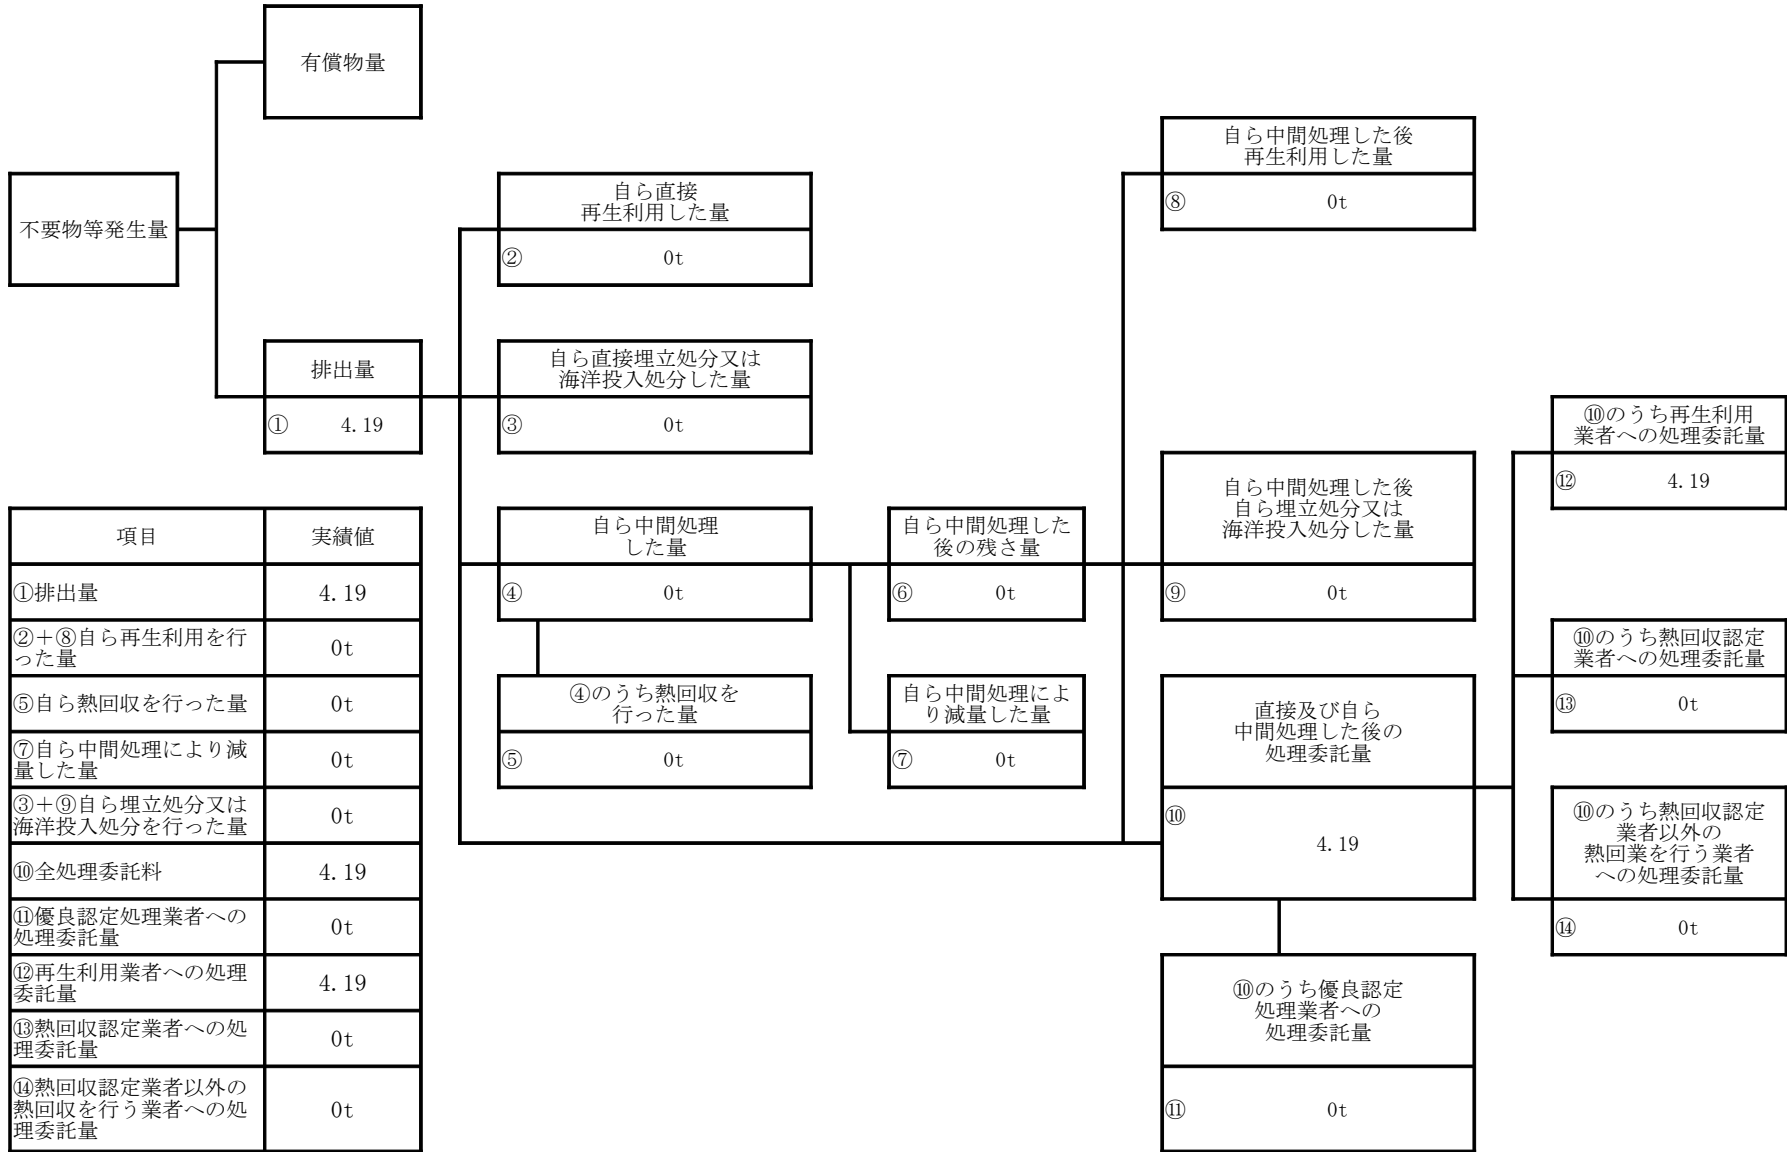 有償物量
不要物等発生量
排出量
① 4.19
自ら直接
再生利用した量
② 0t
自ら直接埋立処分又は
海洋投入処分した量
③ 0t
自ら中間処理
した量
④ 0t
④のうち熱回収を
行った量
⑤ 0t
自ら中間処理した
後の残さ量
⑥ 0t
自ら中間処理によ
り減量した量
⑦ 0t
自ら中間処理した後
再生利用した量
⑧ 0t
自ら中間処理した後
自ら埋立処分又は
海洋投入処分した量
⑨ 0t
直接及び自ら
中間処理した後の
処理委託量
⑩
4.19
⑩のうち優良認定
処理業者への
処理委託量
⑪ 0t
⑩のうち再生利用
業者への処理委託量
⑫ 4.19
⑩のうち熱回収認定
業者への処理委託量
⑬ 0t
⑩のうち熱回収認定
業者以外の
熱回業を行う業者
への処理委託量
⑭ 0t
項目 実績値
①排出量 4.19
②＋⑧自ら再生利用を行
った量 0t
⑤自ら熱回収を行った量 0t
⑦自ら中間処理により減
量した量 0t
③＋⑨自ら埋立処分又は
海洋投入処分を行った量 0t
⑩全処理委託料 4.19
⑪優良認定処理業者への
処理委託量 0t
⑫再生利用業者への処理
委託量 4.19
⑬熱回収認定業者への処
理委託量 0t
⑭熱回収認定業者以外の
熱回収を行う業者への処
理委託量 0t